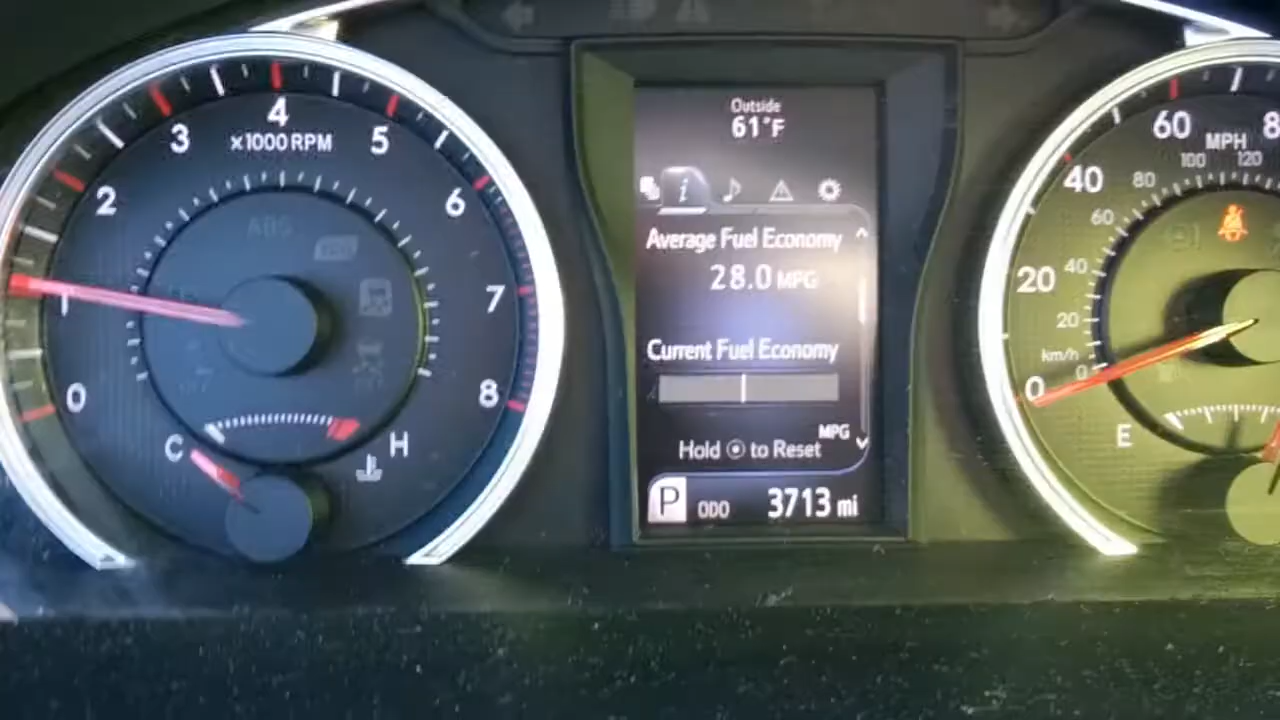 Outside
61°F
4
3
5
x1000 RPM
2
6
1
7
0
8
ABS
C
H
i
Average Fuel Economy
28.0 MPG
Current Fuel Economy
MPG
Hold ⦿ to Reset
P ODO 3713 mi
60
MPH
8
100
120
40
80
60
20
40
20
km/h
0
0
E